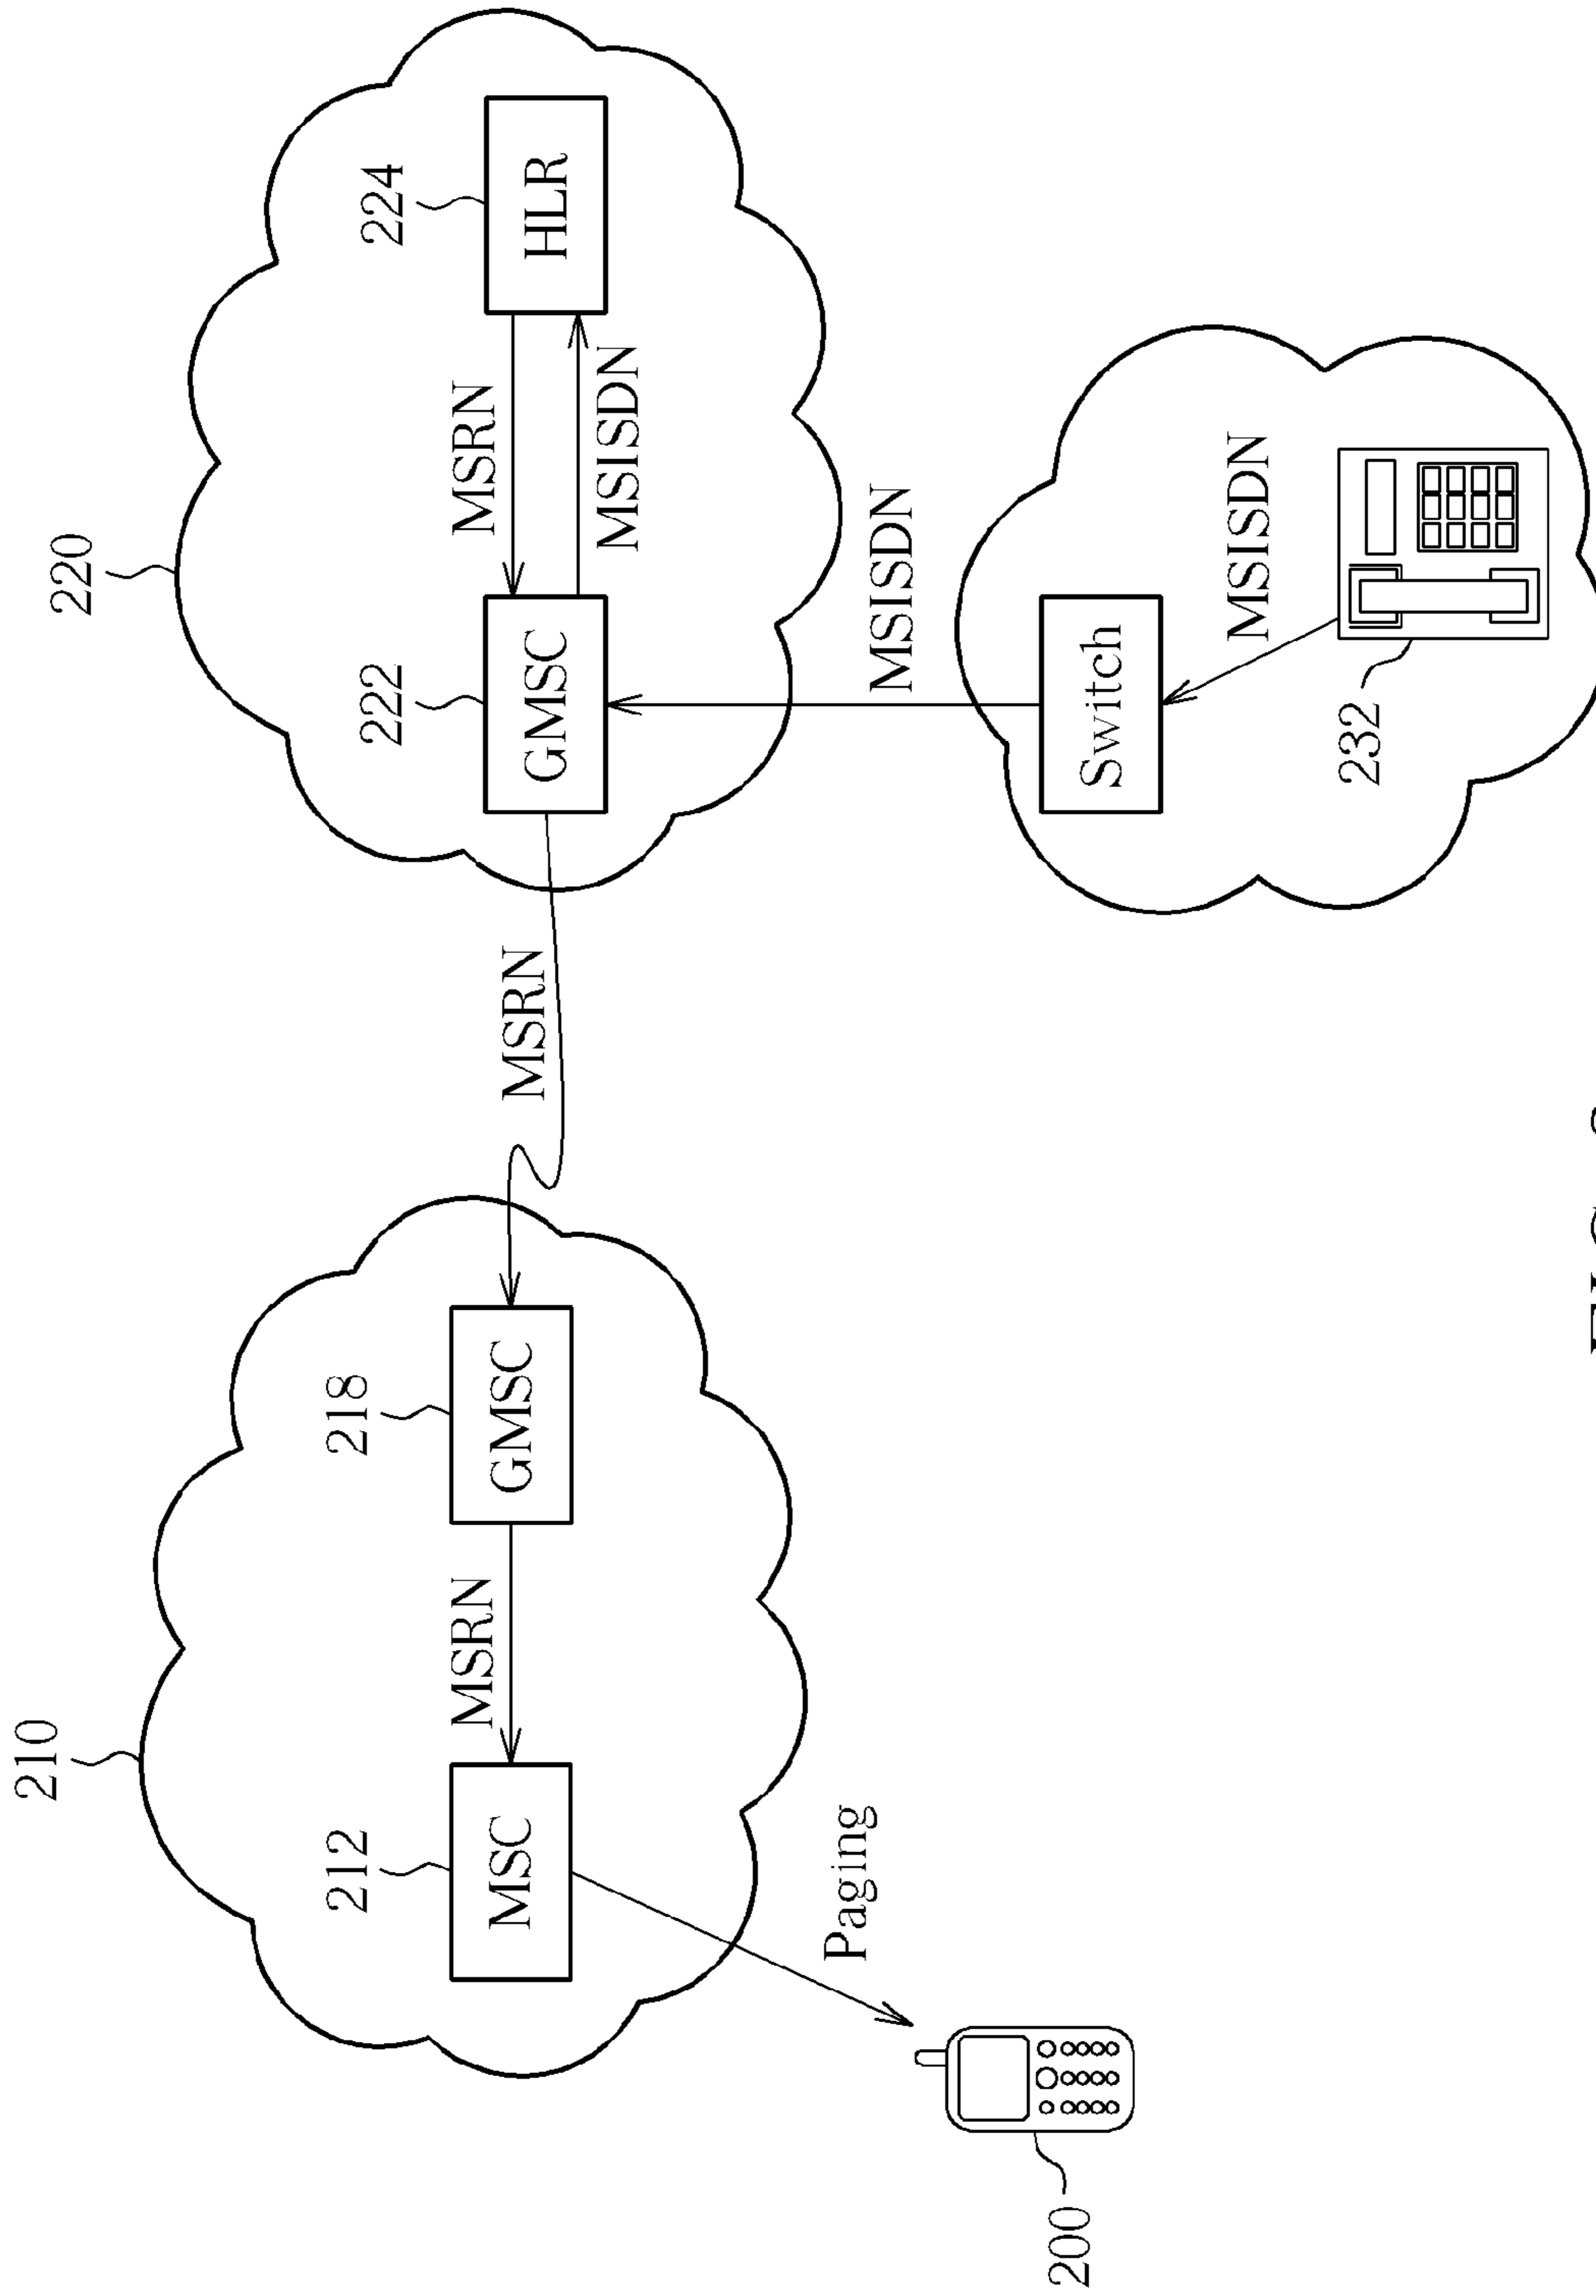 220
222
224
GMSC
HLR
MSRN
MSISDN
MSRN
MSISDN
210
212
218
MSC
GMSC
MSRN
Paging
200
Switch
MSISDN
232